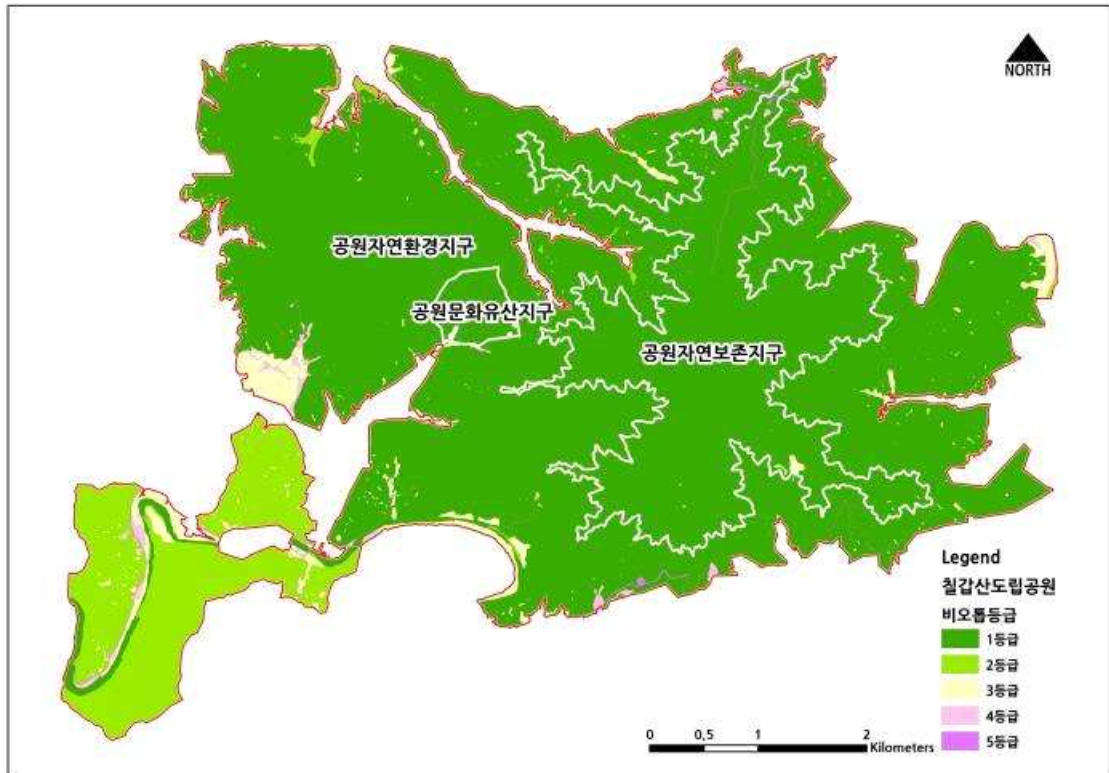 NORTH
공원자연환경지구
공원문화유산지구
공원자연보존지구
Legend
칠갑산도립공원
비오톱등급
1등급
2등급
3등급
4등급
5등급
0 0.5 1 2
Kilometers